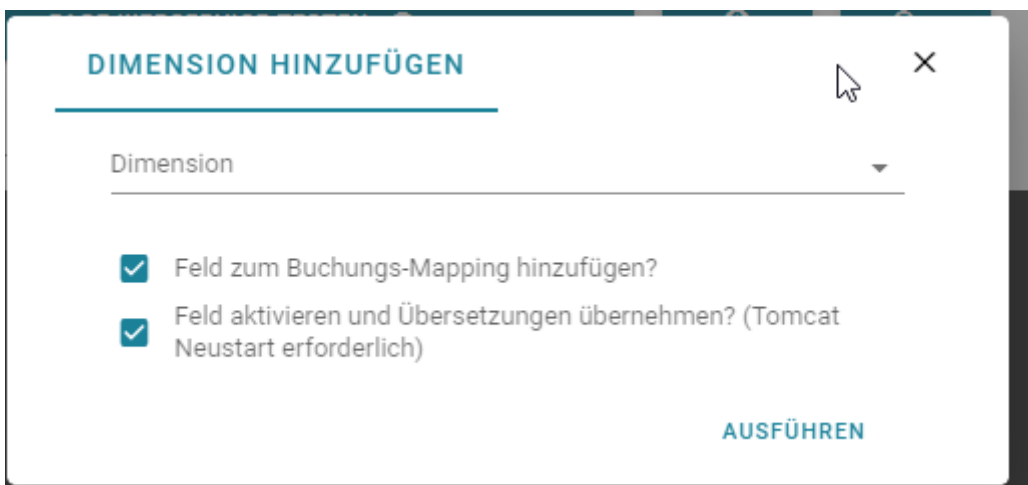 DIMENSION HINZUFÜGEN
Dimension
Feld zum Buchungs-Mapping hinzufügen?
Feld aktivieren und Übersetzungen übernehmen? (Tomcat
Neustart erforderlich)
AUSFÜHREN